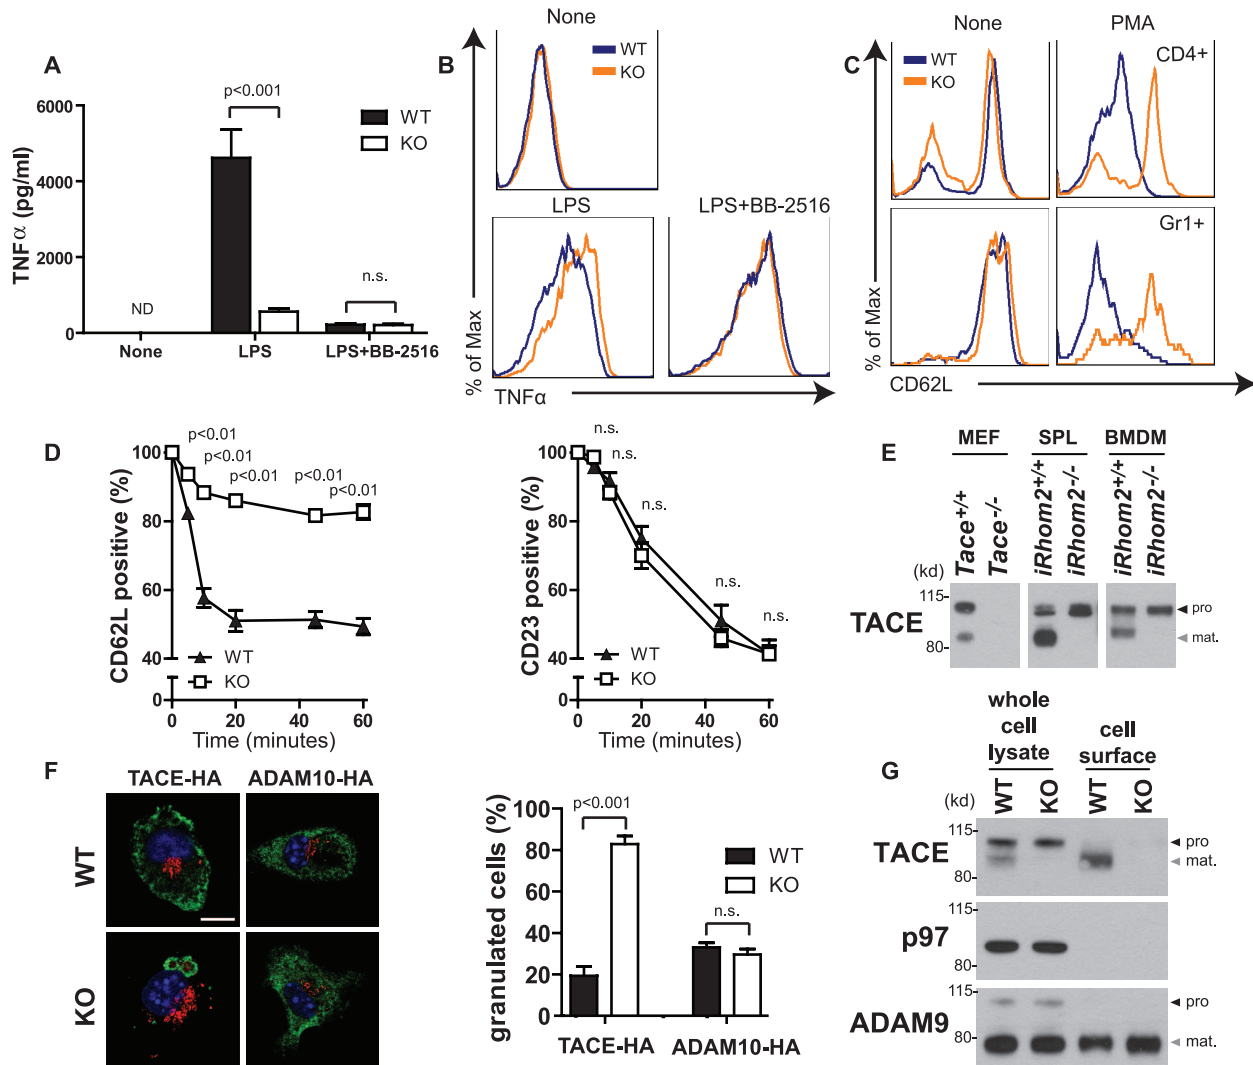 A
p<0.001
WT
KO
TNFα (pg/ml)
6000
4000
2000
0
ND
n.s.
None
LPS
LPS+BB-2516
B
None
WT
KO
LPS
LPS+BB-2516
% of Max
TNFα
C
None
PMA
WT
KO
CD4+
Gr1+
% of Max
CD62L
D
CD62L positive (%)
100
80
60
40
0
p<0.01
p<0.01
p<0.01
p<0.01
p<0.01
WT
KO
0 20 40 60
Time (minutes)
CD23 positive (%)
100
80
60
40
0
n.s.
n.s.
n.s.
n.s.
n.s.
WT
KO
0 20 40 60
Time (minutes)
E
MEF SPL BMDM
Tace+/+
Tace-/-
iRhom2+/+
iRhom2-/-
iRhom2+/+
iRhom2-/-
(kd)
115
80
TACE
pro
mat.
F
TACE-HA ADAM10-HA
WT
KO
granulated cells (%)
100
80
60
40
20
0
p<0.001
WT
KO
n.s.
TACE-HA ADAM10-HA
G
whole cell lysate
cell surface
WT KO WT KO
(kd)
115
TACE
80
pro
mat.
115
p97
80
115
ADAM9
80
pro
mat.